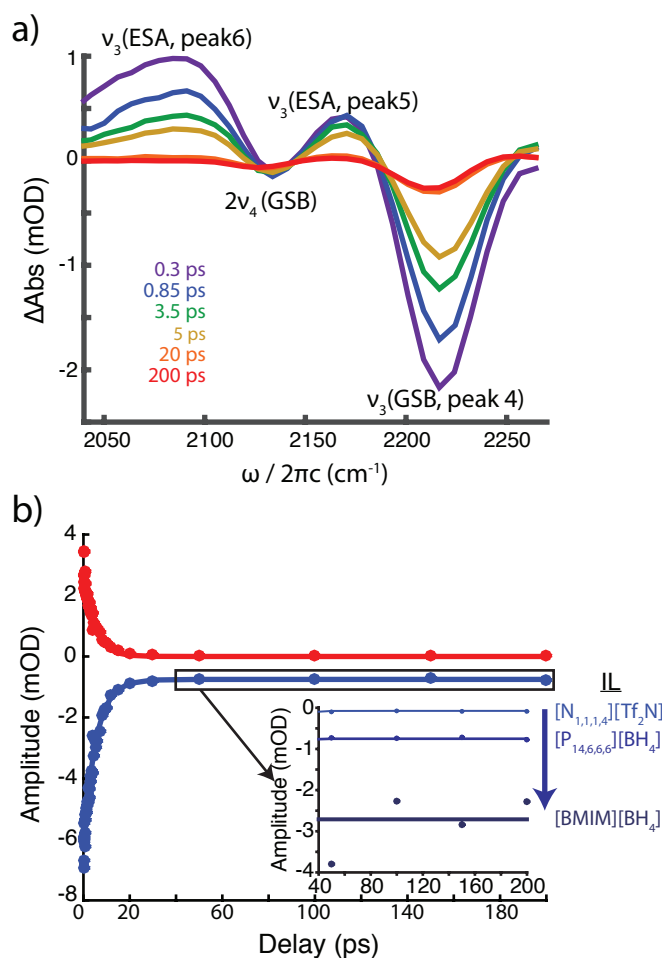 a)
ν₃(ESA, peak6)
ν₃(ESA, peak5)
1
0
-1
-2
ΔAbs (mOD)
2ν₄(GSB)
0.3 ps
0.85 ps
3.5 ps
5 ps
20 ps
200 ps
ν₃(GSB, peak 4)
2050 2100 2150 2200 2250
ω / 2πc (cm⁻¹)
b)
4
2
0
-2
-4
-6
-8
Amplitude (mOD)
IL
[N₁,₁,₁,₄][Tf₂N]
[P₁₄,₆,₆,₆][BH₄]
[BMIM][BH₄]
0
-1
-2
-3
-4
Amplitude (mOD)
40 80 120 160 200
0 20 60 100 140 180
Delay (ps)